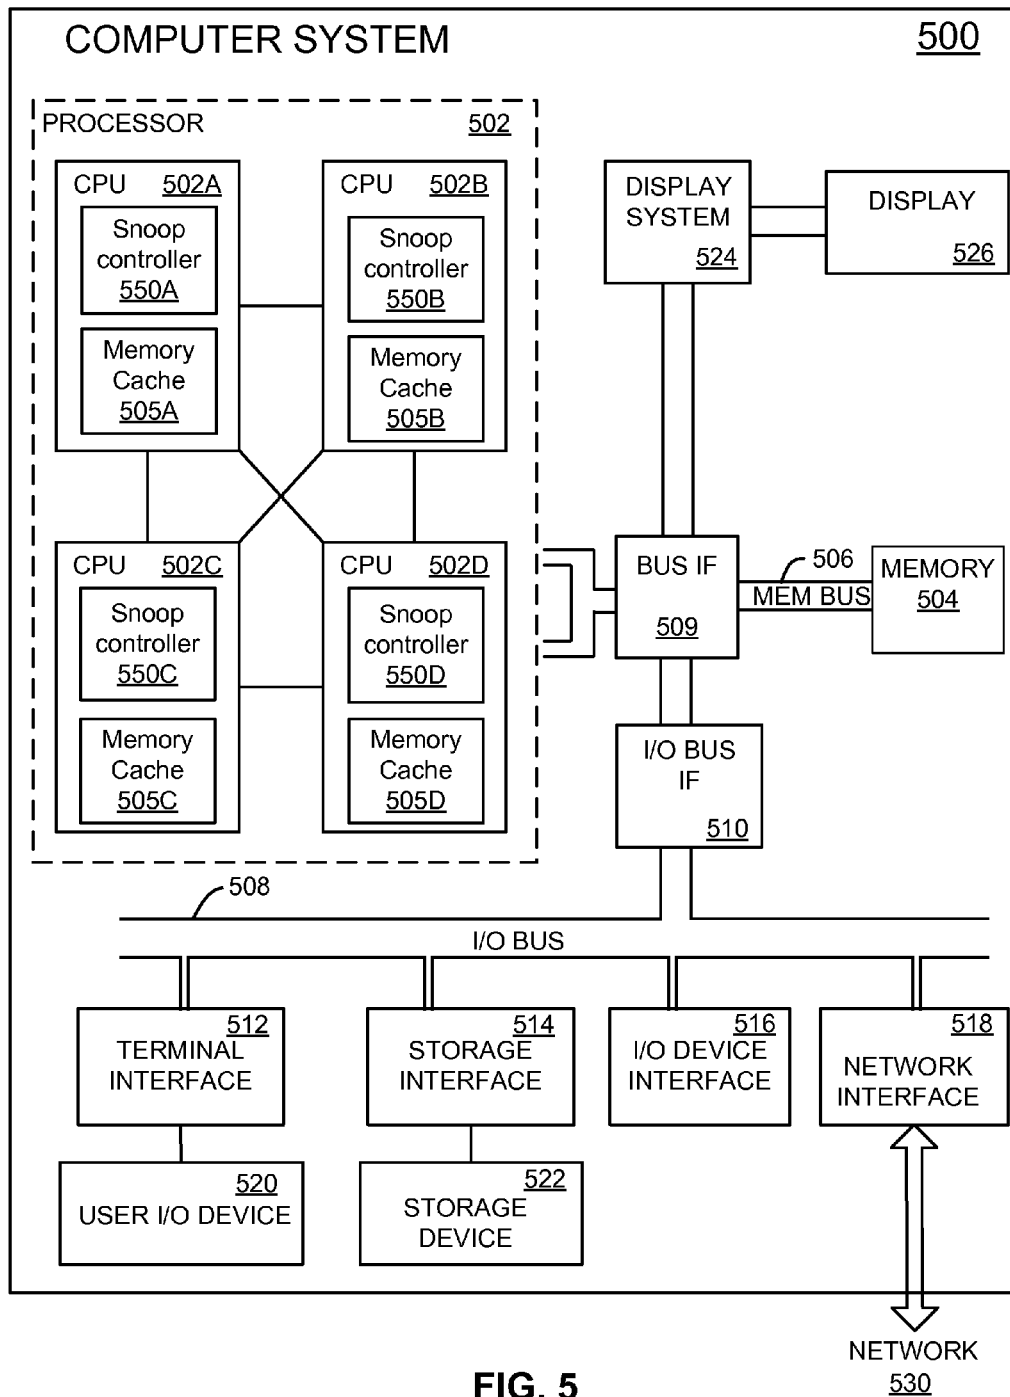 COMPUTER SYSTEM
500
PROCESSOR
502
CPU 502A
Snoop
controller
550A
Memory
Cache
505A
CPU 502B
Snoop
controller
550B
Memory
Cache
505B
CPU 502C
Snoop
controller
550C
Memory
Cache
505C
CPU 502D
Snoop
controller
550D
Memory
Cache
505D
DISPLAY
SYSTEM
524
DISPLAY
526
BUS IF
509
506
MEM BUS
MEMORY
504
I/O BUS
IF
510
508
I/O BUS
512
TERMINAL
INTERFACE
514
STORAGE
INTERFACE
516
I/O DEVICE
INTERFACE
518
NETWORK
INTERFACE
520
USER I/O DEVICE
522
STORAGE
DEVICE
NETWORK
530
FIG. 5